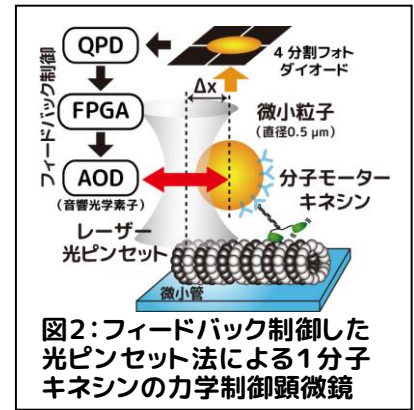 QPD
4分割フォト
ダイオード
フィードバック制御
Δx
FPGA
微小粒子
(直径0.5 μm)
AOD
(音響光学素子)
分子モーター
キネシン
レーザー
光ピンセット
微小管
図2:フィードバック制御した
光ピンセット法による1分子
キネシンの力学制御顕微鏡